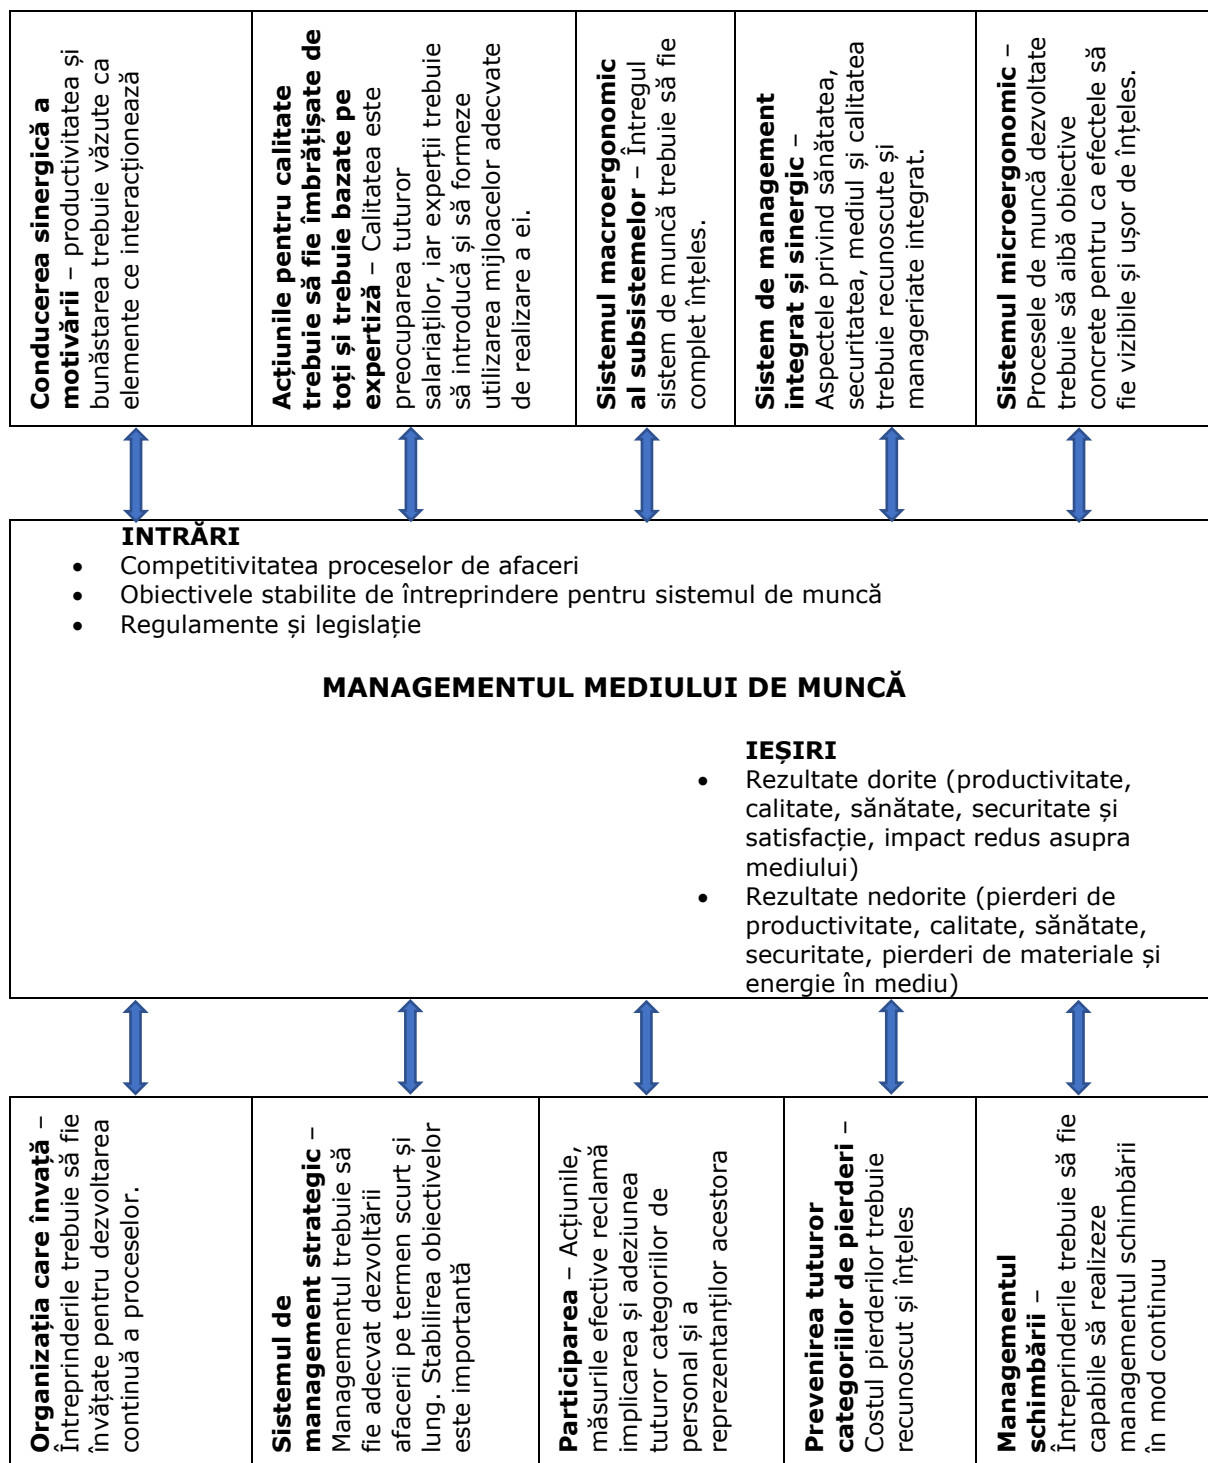 Conducerea sinergică a
motivării – productivitatea și
bunăstarea trebuie văzute ca
elemente ce interacționează
Acțiunile pentru calitate
trebuie să fie îmbrățișate de
toți și trebuie bazate pe
expertiză – Calitatea este
preocuparea tuturor
salariaților, iar experții trebuie
să introducă și să formeze
utilizarea mijloacelor adecvate
de realizare a ei.
Sistemul macroergonomic
al subsistemelor – Întregul
sistem de muncă trebuie să fie
complet înțeles.
Sistem de management
integrat și sinergic –
Aspectele privind sănătatea,
securitatea, mediul și calitatea
trebuie recunoscute și
manageriate integrat.
Sistemul microergonomic –
Procesele de muncă dezvoltate
trebuie să aibă obiective
concrete pentru ca efectele să
fie vizibile și ușor de înțeles.
INTRĂRI
• Competitivitatea proceselor de afaceri
• Obiectivele stabilite de întreprindere pentru sistemul de muncă
• Regulamente și legislație
MANAGEMENTUL MEDIULUI DE MUNCĂ
IEȘIRI
• Rezultate dorite (productivitate,
calitate, sănătate, securitate și
satisfacție, impact redus asupra
mediului)
• Rezultate nedorite (pierderi de
productivitate, calitate, sănătate,
securitate, pierderi de materiale și
energie în mediu)
Organizația care învață –
Întreprinderile trebuie să fie
învățate pentru dezvoltarea
continuă a proceselor.
Sistemul de
management strategic –
Managementul trebuie să
fie adecvat dezvoltării
afacerii pe termen scurt și
lung. Stabilirea obiectivelor
este importantă
Participarea – Acțiunile,
măsurile efective reclamă
implicarea și adeziunea
tuturor categoriilor de
personal și a
reprezentanților acestora
Prevenirea tuturor
categoriilor de pierderi –
Costul pierderilor trebuie
recunoscut și înțeles
Managementul
schimbării –
Întreprinderile trebuie să fie
capabile să realizeze
managementul schimbării
în mod continuu